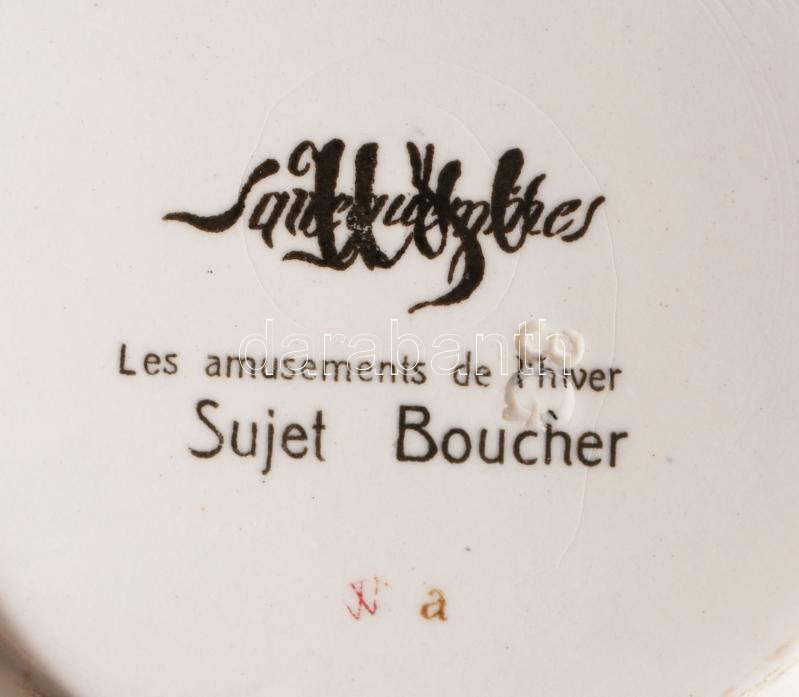 Sarreguemines
darabanth
Les amusements de l'hiver
Sujet Boucher
W a